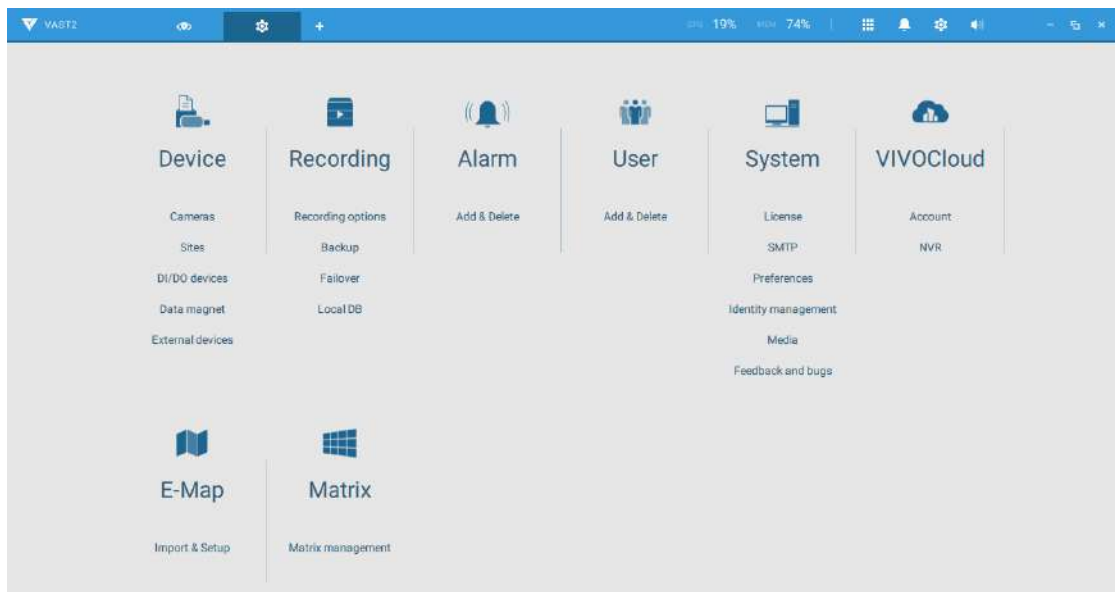 VAST2
+
CPU 19% MEM 74%
Device
Cameras
Sites
DI/DO devices
Data magnet
External devices
Recording
Recording options
Backup
Failover
Local DB
Alarm
Add & Delete
User
Add & Delete
System
License
SMTP
Preferences
Identity management
Media
Feedback and bugs
VIVOCloud
Account
NVR
E-Map
Import & Setup
Matrix
Matrix management